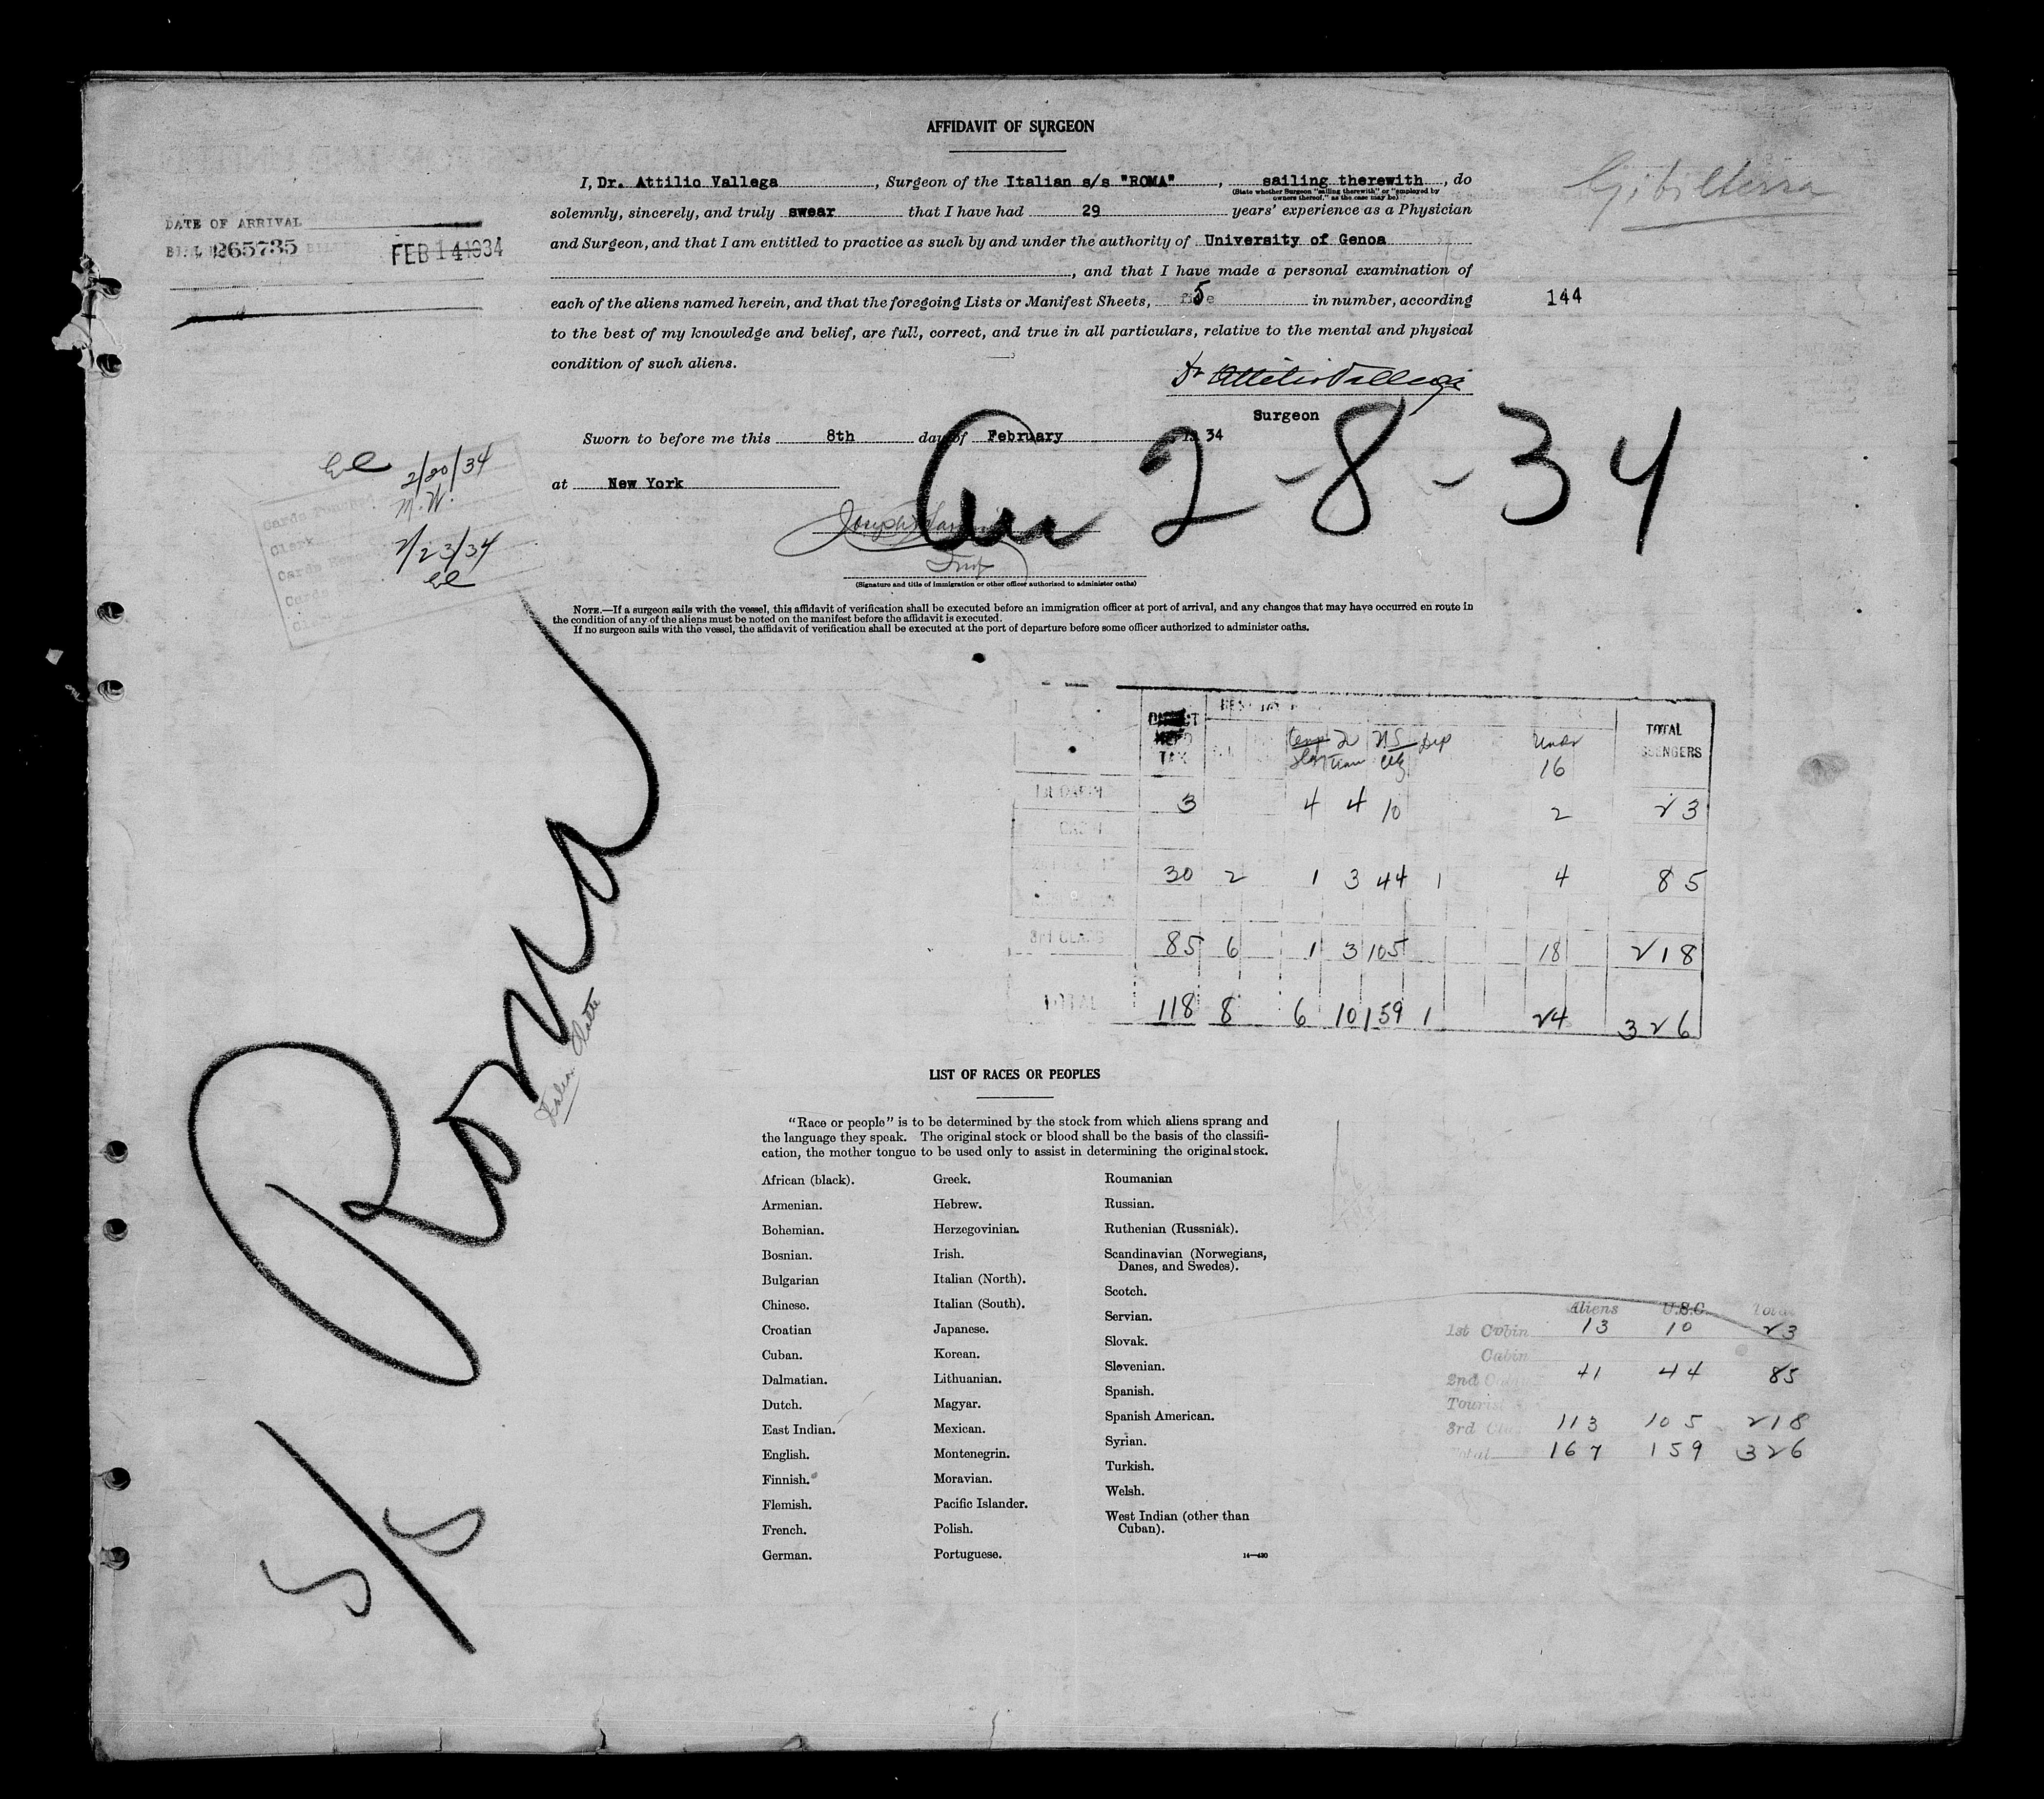 AFFIDAVIT OF SURGEON
I, Dr. Attilio Vallega, Surgeon of the Italian s/s "ROMA", sailing therewith, do
(State whether Surgeon "sailing therewith" or "employed by
owners thereof," as the case may be)
solemnly, sincerely, and truly swear that I have had 29 years' experience as a Physician
and Surgeon, and that I am entitled to practice as such by and under the authority of University of Genoa
, and that I have made a personal examination of
each of the aliens named herein, and that the foregoing Lists or Manifest Sheets, 5 in number, according
to the best of my knowledge and belief, are full, correct, and true in all particulars, relative to the mental and physical
condition of such aliens.
Dr Attilio Vallega
Surgeon
Sworn to before me this 8th day of February 19 34
at New York
(Signature and title of immigration or other officer authorized to administer oaths)
Gibilterra
144
DATE OF ARRIVAL
265735
FEB 14 1934
2-8-34
2/20/34
M.W.
2/23/34
Cards Punched
Clerk
NOTE.—If a surgeon sails with the vessel, this affidavit of verification shall be executed before an immigration officer at port of arrival, and any changes that may have occurred en route in
the condition of any of the aliens must be noted on the manifest before the affidavit is executed.
If no surgeon sails with the vessel, the affidavit of verification shall be executed at the port of departure before some officer authorized to administer oaths.
S/S Roma
TAX
Under
16
TOTAL
3 4 4 10 2 23
30 2 1 3 44 1 4 85
3rd CLASS 85 6 1 3 105 18 218
TOTAL 118 8 6 10 159 1 24 326
LIST OF RACES OR PEOPLES
"Race or people" is to be determined by the stock from which aliens sprang and
the language they speak. The original stock or blood shall be the basis of the classifi-
cation, the mother tongue to be used only to assist in determining the original stock.
African (black).
Armenian.
Bohemian.
Bosnian.
Bulgarian
Chinese.
Croatian
Cuban.
Dalmatian.
Dutch.
East Indian.
English.
Finnish.
Flemish.
French.
German.
Greek.
Hebrew.
Herzegovinian.
Irish.
Italian (North).
Italian (South).
Japanese.
Korean.
Lithuanian.
Magyar.
Mexican.
Montenegrin.
Moravian.
Pacific Islander.
Polish.
Portuguese.
Roumanian
Russian.
Ruthenian (Russniak).
Scandinavian (Norwegians,
Danes, and Swedes).
Scotch.
Servian.
Slovak.
Slovenian.
Spanish.
Spanish American.
Syrian.
Turkish.
Welsh.
West Indian (other than
Cuban).
14—430
Aliens U.S.C. Total
1st Cabin 13 10 23
Cabin
2nd 41 44 85
Tourist
3rd 113 105 218
Total 167 159 326